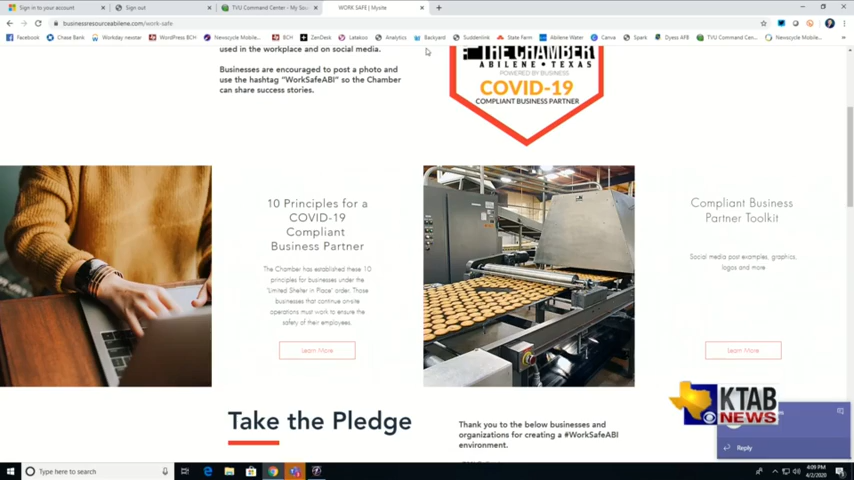 Sign in to your account
Sign out
TVU Command Center - My So
WORK SAFE | Mysite
businessresourceabilene.com/work-safe
Facebook
Chase Bank
Workday newstar
WordPress BCH
BCH
ZenDesk
Latakoo
Analytics
Backyard
Suddenlink
State Farm
Abilene Water
Newscycle Mobile...
Spark
Dyess AFB
TVU Command Cent...
Newscycle Mobile...
used in the workplace and on social media.
Businesses are encouraged to post a photo and
use the hashtag "WorkSafeABI" so the Chamber
can share success stories.
THE CHAMBER
ABILENE • TEXAS
POWERED BY BUSINESS
COVID-19
COMPLIANT BUSINESS PARTNER
10 Principles for a
COVID-19
Compliant
Business Partner
The Chamber has established these 10
principles for businesses under the
"Limited Shelter in Place" order. Those
businesses that continue onsite
operations must work to ensure the
safety of their employees.
Learn More
Compliant Business
Partner Toolkit
Social media post examples, graphics,
logos and more
Learn More
Take the Pledge
Thank you to the below businesses and
organizations for creating a #WorkSafeABI
environment.
KTAB
NEWS
Reply
Type here to search
4:09 PM
4/2/2020